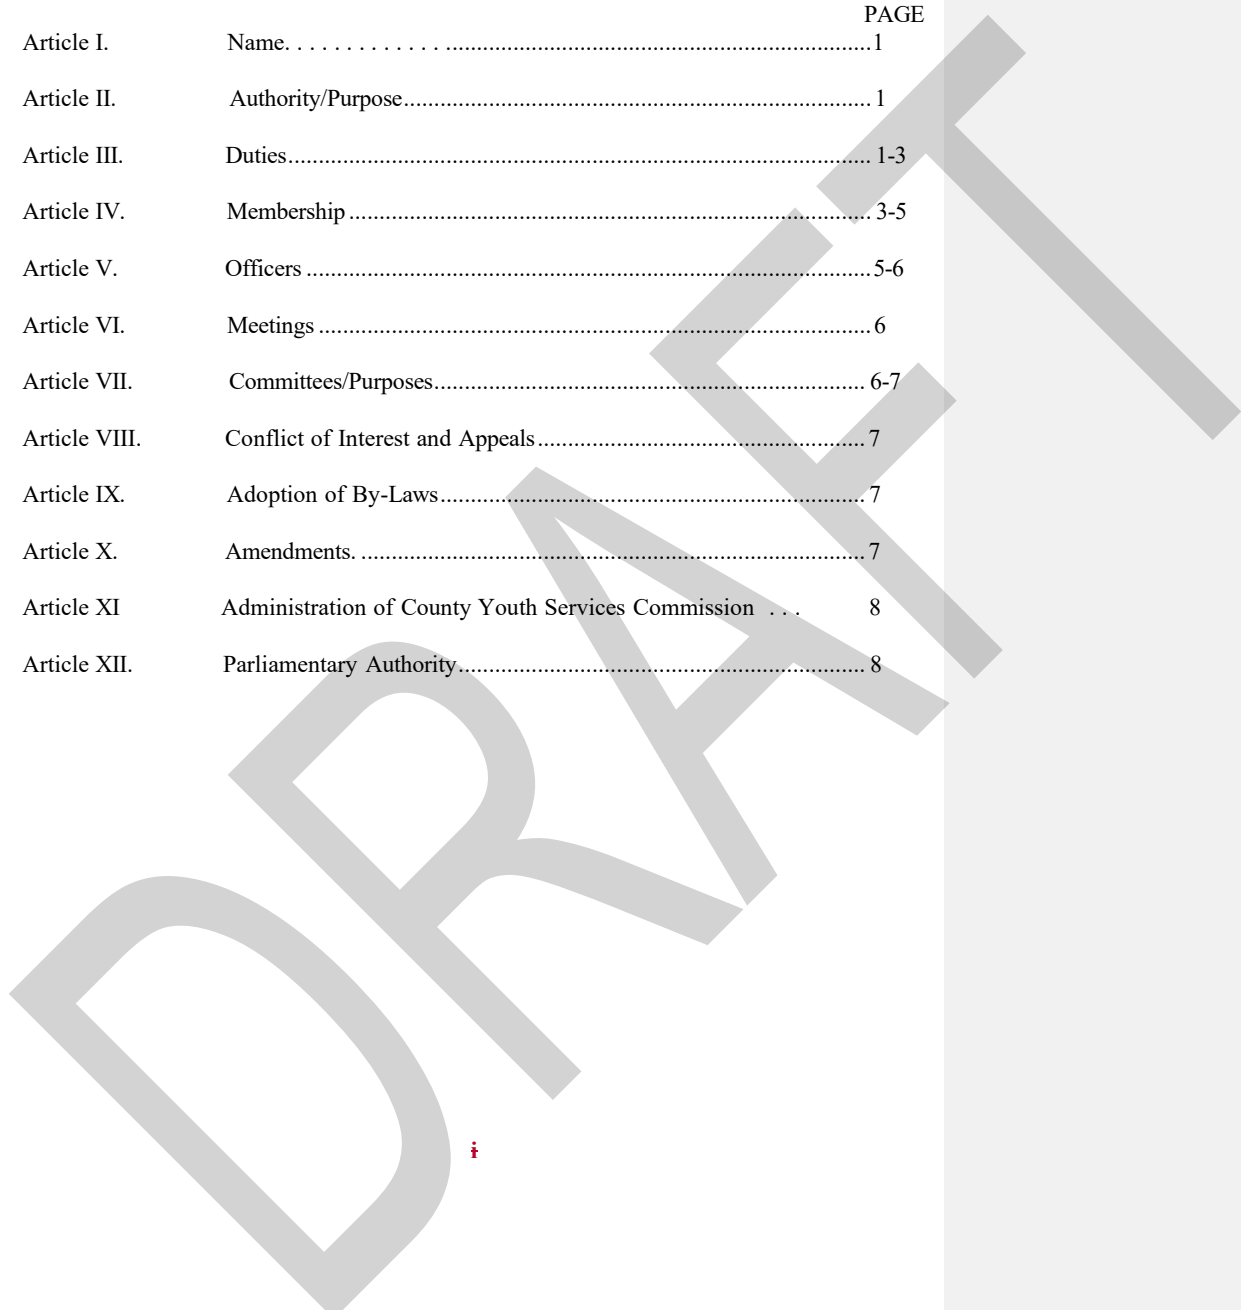 PAGE
Article I. Name. . . . . . . . . . . . . ........................................................................1
Article II. Authority/Purpose............................................................................... 1
Article III. Duties................................................................................................... 1-3
Article IV. Membership ......................................................................................... 3-5
Article V. Officers ................................................................................................5-6
Article VI. Meetings ..............................................................................................6
Article VII. Committees/Purposes......................................................................... 6-7
Article VIII. Conflict of Interest and Appeals....................................................... 7
Article IX. Adoption of By-Laws........................................................................ 7
Article X. Amendments. ..................................................................................... 7
Article XI Administration of County Youth Services Commission . . . 8
Article XII. Parliamentary Authority..................................................................... 8
i
DRAFT